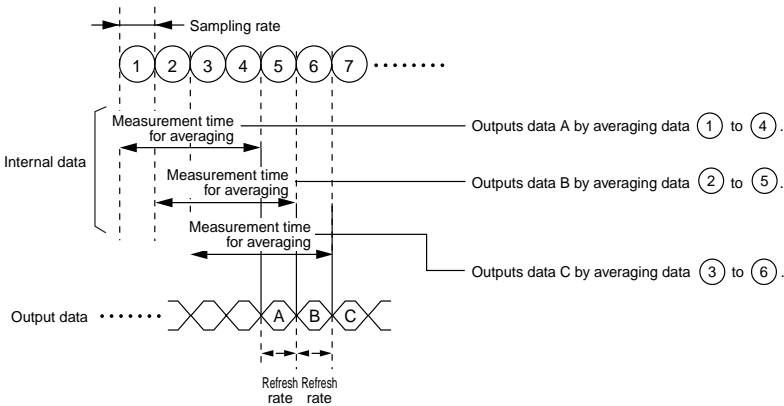 Sampling rate
1 2 3 4 5 6 7 ········
Measurement time
for averaging
Outputs data A by averaging data 1 to 4.
Internal data
Measurement time
for averaging
Outputs data B by averaging data 2 to 5.
Measurement time
for averaging
Outputs data C by averaging data 3 to 6.
Output data ······· A B C
Refresh Refresh
rate rate